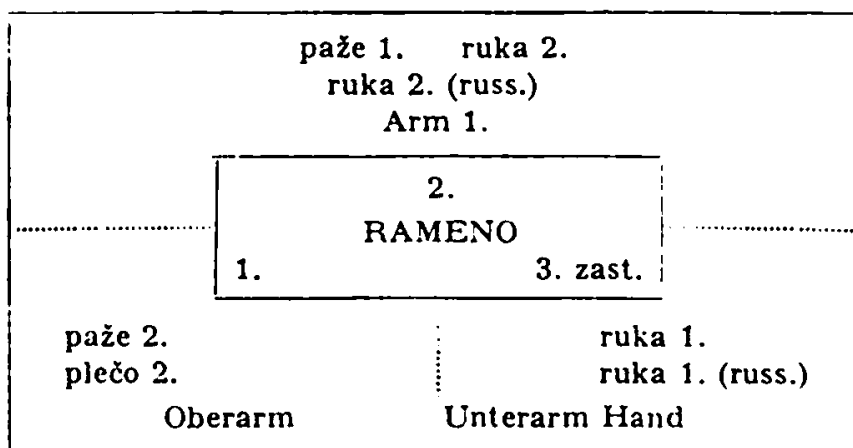 paže 1. ruka 2.
ruka 2. (russ.)
Arm 1.
2.
RAMENO
1. 3. zast.
paže 2. ruka 1.
plečo 2. ruka 1. (russ.)
Oberarm Unterarm Hand